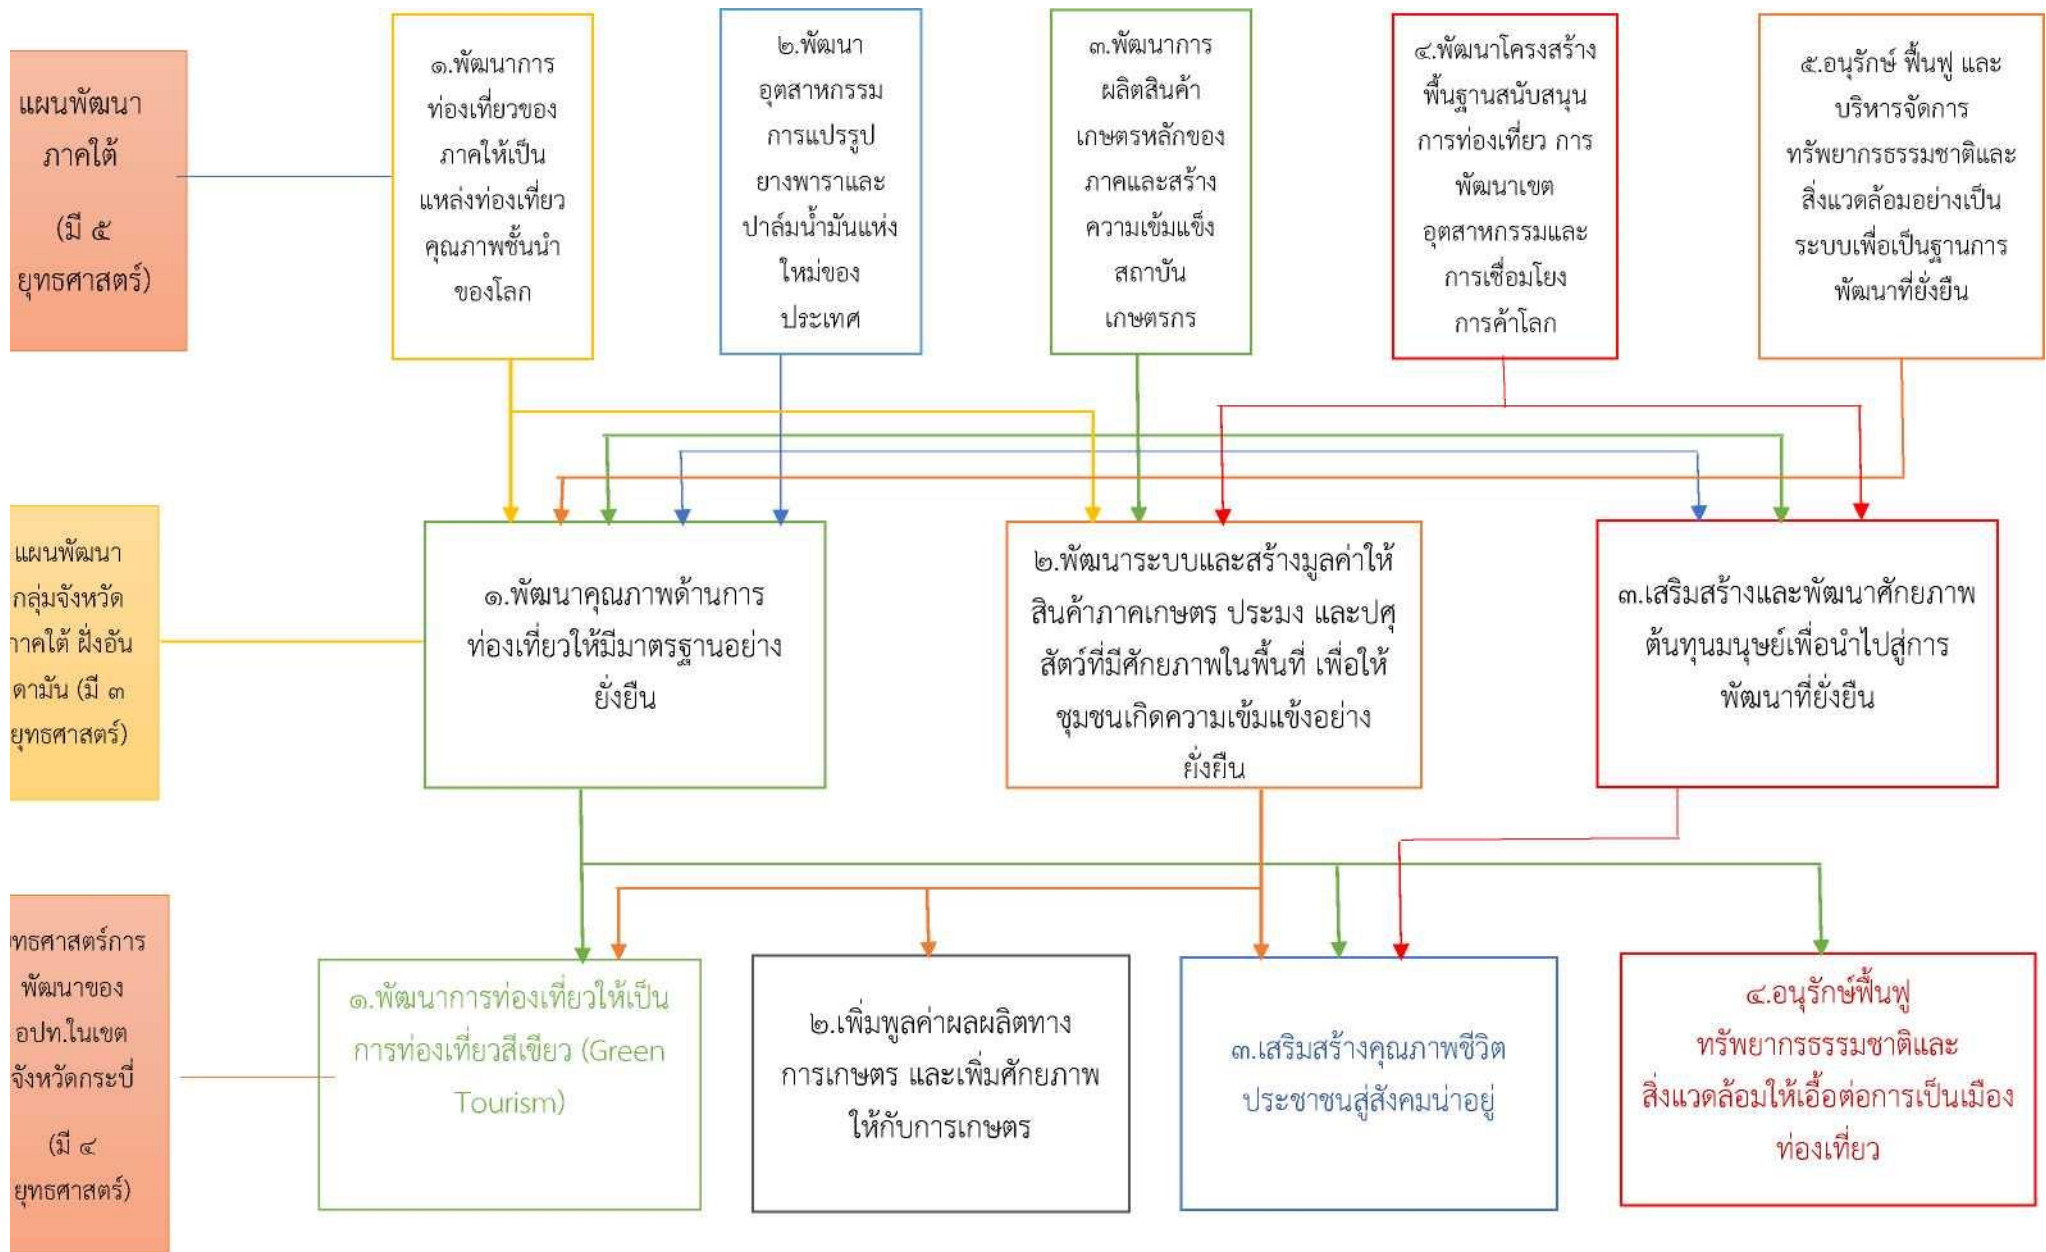 แผนพัฒนา
ภาคใต้
(มี ๕
ยุทธศาสตร์)
๑.พัฒนาการ
ท่องเที่ยวของ
ภาคให้เป็น
แหล่งท่องเที่ยว
คุณภาพชั้นนำ
ของโลก
๒.พัฒนา
อุตสาหกรรม
การแปรรูป
ยางพาราและ
ปาล์มน้ำมันแห่ง
ใหม่ของ
ประเทศ
๓.พัฒนาการ
ผลิตสินค้า
เกษตรหลักของ
ภาคและสร้าง
ความเข้มแข็ง
สถาบัน
เกษตรกร
๔.พัฒนาโครงสร้าง
พื้นฐานสนับสนุน
การท่องเที่ยว การ
พัฒนาเขต
อุตสาหกรรมและ
การเชื่อมโยง
การค้าโลก
๕.อนุรักษ์ ฟื้นฟู และ
บริหารจัดการ
ทรัพยากรธรรมชาติและ
สิ่งแวดล้อมอย่างเป็น
ระบบเพื่อเป็นฐานการ
พัฒนาที่ยั่งยืน
แผนพัฒนา
กลุ่มจังหวัด
าคใต้ ฝั่งอัน
ดามัน (มี ๓
ยุทธศาสตร์)
๑.พัฒนาคุณภาพด้านการ
ท่องเที่ยวให้มีมาตรฐานอย่าง
ยั่งยืน
๒.พัฒนาระบบและสร้างมูลค่าให้
สินค้าภาคเกษตร ประมง และปศุ
สัตว์ที่มีศักยภาพในพื้นที่ เพื่อให้
ชุมชนเกิดความเข้มแข้งอย่าง
ยั่งยืน
๓.เสริมสร้างและพัฒนาศักยภาพ
ต้นทุนมนุษย์เพื่อนำไปสู่การ
พัฒนาที่ยั่งยืน
ทธศาสตร์การ
พัฒนาของ
อปท.ในเขต
จังหวัดกระบี่
(มี ๔
ยุทธศาสตร์)
๑.พัฒนาการท่องเที่ยวให้เป็น
การท่องเที่ยวสีเขียว (Green
Tourism)
๒.เพิ่มพูลค่าผลผลิตทาง
การเกษตร และเพิ่มศักยภาพ
ให้กับการเกษตร
๓.เสริมสร้างคุณภาพชีวิต
ประชาชนสู่สังคมน่าอยู่
๔.อนุรักษ์ฟื้นฟู
ทรัพยากรธรรมชาติและ
สิ่งแวดล้อมให้เอื้อต่อการเป็นเมือง
ท่องเที่ยว